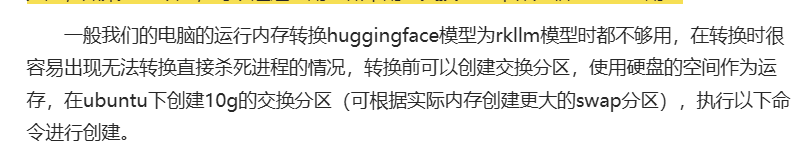 一般我们的电脑的运行内存转换huggingface模型为rkllm模型时都不够用，在转换时很
容易出现无法转换直接杀死进程的情况，转换前可以创建交换分区，使用硬盘的空间作为运
存，在ubuntu下创建10g的交换分区（可根据实际内存创建更大的swap分区）,执行以下命
令进行创建。